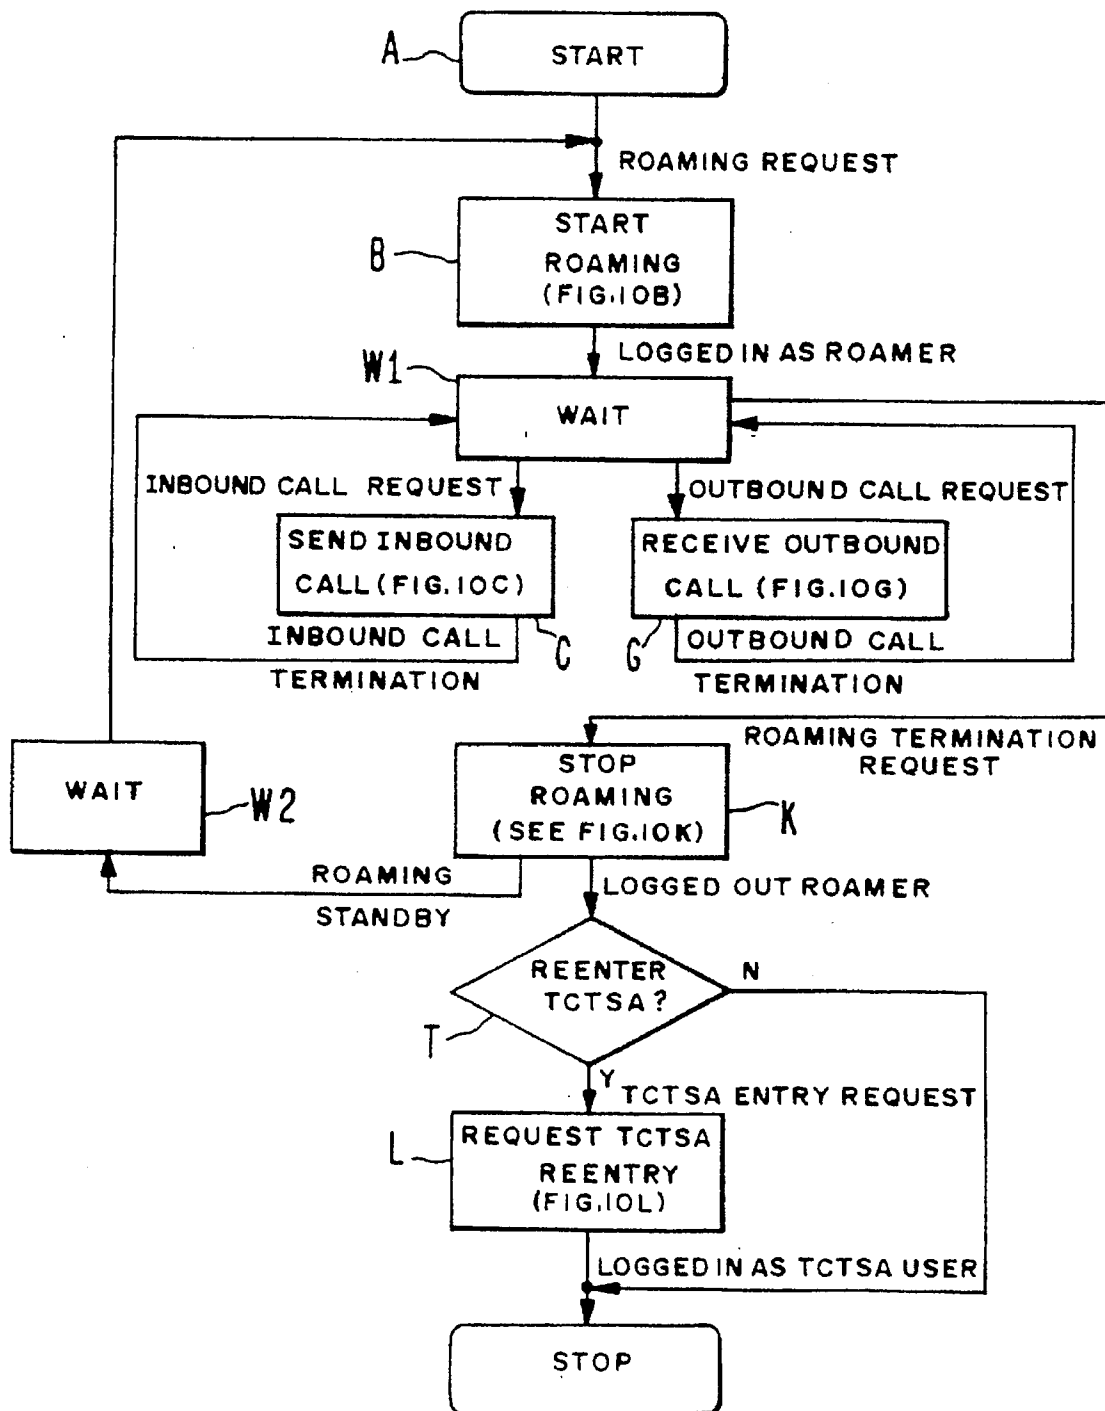 A
START
ROAMING REQUEST
B
START
ROAMING
(FIG.10B)
LOGGED IN AS ROAMER
W1
WAIT
INBOUND CALL REQUEST
OUTBOUND CALL REQUEST
SEND INBOUND
CALL (FIG.10C)
RECEIVE OUTBOUND
CALL (FIG.10G)
INBOUND CALL
TERMINATION
C
G
OUTBOUND CALL
TERMINATION
ROAMING TERMINATION
REQUEST
WAIT
W2
STOP
ROAMING
(SEE FIG.10K)
K
ROAMING
STANDBY
LOGGED OUT ROAMER
REENTER
TCTSA?
N
T
Y
TCTSA ENTRY REQUEST
L
REQUEST TCTSA
REENTRY
(FIG.10L)
LOGGED IN AS TCTSA USER
STOP